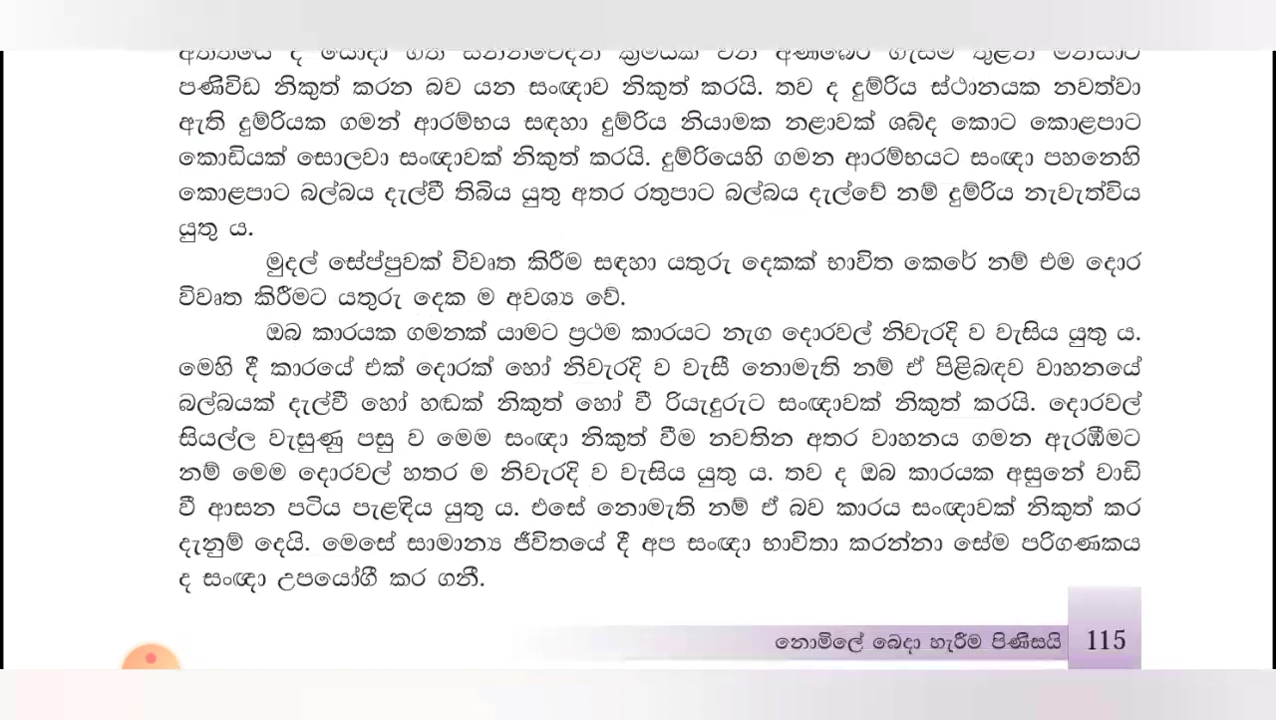 පණිවිඩ නිකුත් කරන බව යන සංඥාව නිකුත් කරයි. තව ද දුම්රිය ස්ථානයක නවත්වා
ඇති දුම්රියක ගමන් ආරම්භය සඳහා දුම්රිය නියාමක නළාවක් ශබ්ද කොට කොළපාට
කොඩියක් සොලවා සංඥාවක් නිකුත් කරයි. දුම්රියෙහි ගමන ආරම්භයට සංඥා පහනෙහි
කොළපාට බල්බය දැල්වී තිබිය යුතු අතර රතුපාට බල්බය දැල්වේ නම් දුම්රිය නැවැත්විය
යුතු ය.
මුදල් සේප්පුවක් විවෘත කිරීම සඳහා යතුරු දෙකක් භාවිත කෙරේ නම් එම දොර
විවෘත කිරීමට යතුරු දෙක ම අවශ්‍ය වේ.
ඔබ කාරයක ගමනක් යාමට ප්‍රථම කාරයට නැග දොරවල් නිවැරදි ව වැසිය යුතු ය.
මෙහි දී කාරයේ එක් දොරක් හෝ නිවැරදි ව වැසී නොමැති නම් ඒ පිළිබඳව වාහනයේ
බල්බයක් දැල්වී හෝ හඬක් නිකුත් හෝ වී රියැදුරුට සංඥාවක් නිකුත් කරයි. දොරවල්
සියල්ල වැසුණු පසු ව මෙම සංඥා නිකුත් වීම නවතින අතර වාහනය ගමන ඇරඹීමට
නම් මෙම දොරවල් හතර ම නිවැරදි ව වැසිය යුතු ය. තව ද ඔබ කාරයක අසුනේ වාඩි
වී ආසන පටිය පැළඳිය යුතු ය. එසේ නොමැති නම් ඒ බව කාරය සංඥාවක් නිකුත් කර
දැනුම් දෙයි. මෙසේ සාමාන්‍ය ජීවිතයේ දී අප සංඥා භාවිතා කරන්නා සේම පරිගණකය
ද සංඥා උපයෝගී කර ගනී.
නොමිලේ බෙදා හැරීම පිණිසයි 115